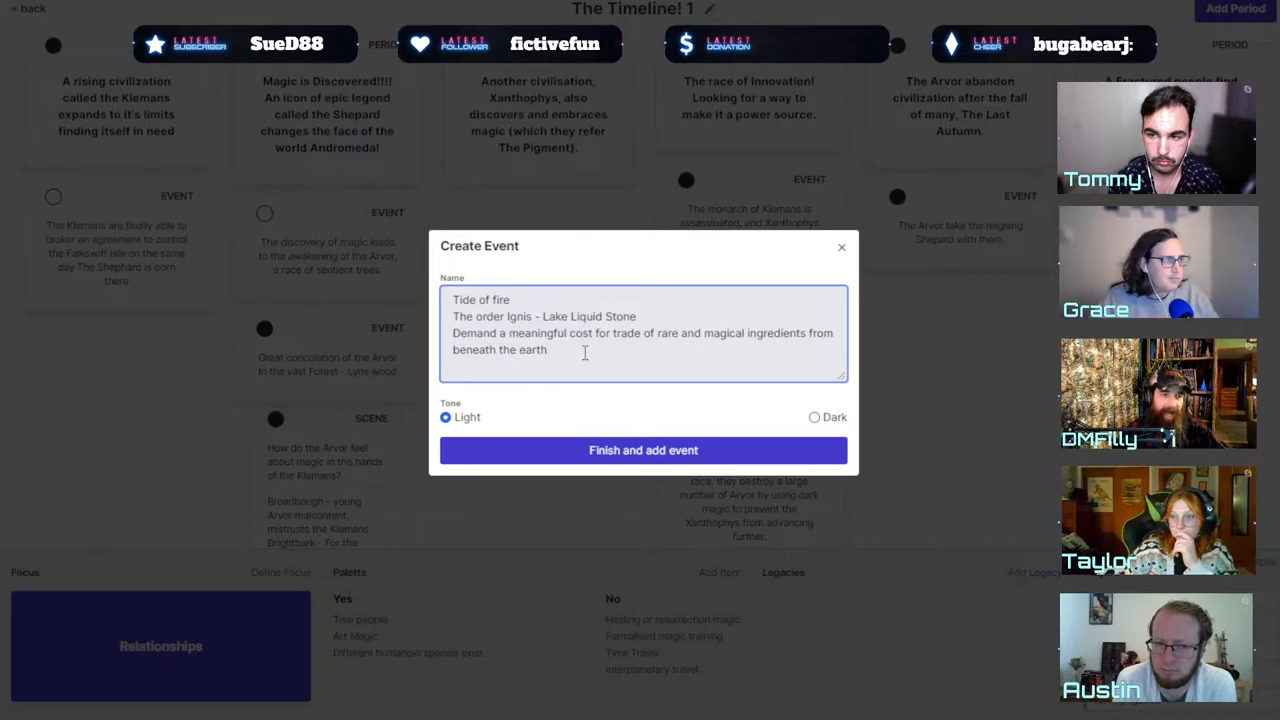 « back
The Timeline! 1
Add Period
LATEST
SUBSCRIBER
SueD88
LATEST
FOLLOWER
fictivefun
LATEST
DONATION
LATEST
CHEER
bugabearj:
PERIOD
A rising civilization
called the Klemans
expands to it's limits
finding itself in need
EVENT
The Klemans are finally able to
broker an agreement to control
the Falkswift Isle on the same
day The Shephard is born
there
Magic is Discovered!!!!
An icon of epic legend
called the Shepard
changes the face of the
world Andromeda!
EVENT
The discovery of magic leads
to the awakening of the Arvor,
a race of sentient trees.
EVENT
Great concolation of the Arvor
In the vast Forest - Lyris wood
SCENE
How do the Arvor feel
about magic in the hands
of the Klemans?
Broadbough - young
Arvor malcontent,
mistrusts the Klemans
Brightbark - For the
Another civilisation,
Xanthophys, also
discovers and embraces
magic (which they refer
The Pigment).
The race of Innovation!
Looking for a way to
make it a power source.
EVENT
The monarch of Klemans is
assassinated, and Xanthophys
race, they destroy a large
number of Arvor by using dark
magic to prevent the
Xanthophys from advancing
further.
The Arvor abandon
civilization after the fall
of many, The Last
Autumn.
EVENT
The Arvor take the reigning
Shepard with them.
PERIOD
A Fractured people find
Create Event
×
Name
Tide of fire
The order Ignis - Lake Liquid Stone
Demand a meaningful cost for trade of rare and magical ingredients from
beneath the earth
Tone
Light
Dark
Finish and add event
Focus
Define Focus
Relationships
Palette
Add Item
Yes
Tree people
Art Magic
Different humanoid species exist
No
Healing or resurrection magic
Formalised magic training
Time Travel
Interplanetary travel
Legacies
Add Legacy
Tommy
Grace
DMFilly
Taylor
Austin